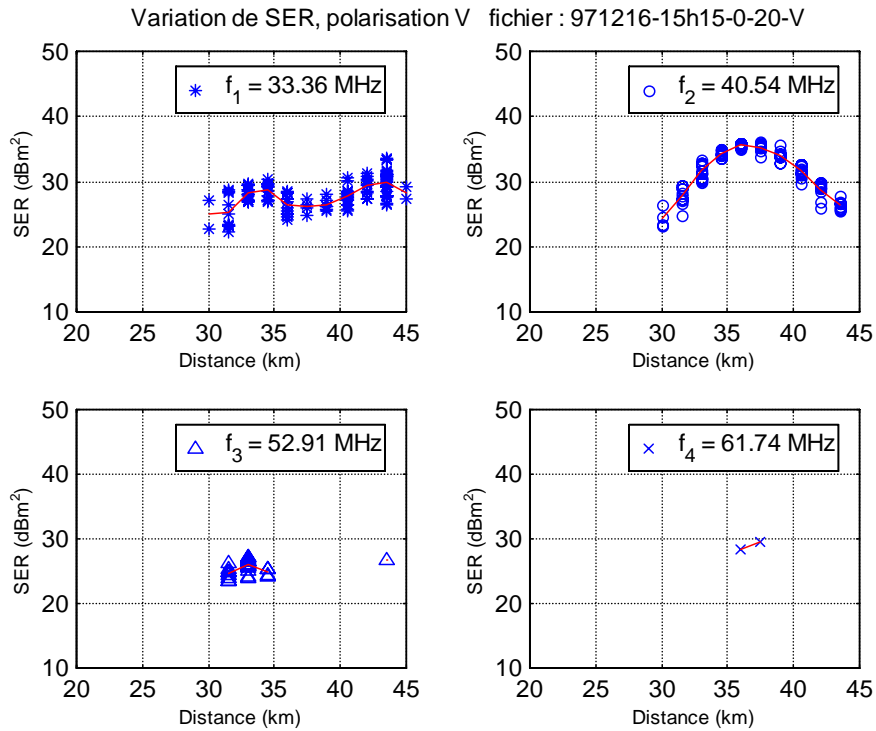 Variation de SER, polarisation V fichier : 971216-15h15-0-20-V
f1 = 33.36 MHz
50
40
30
20
10
SER (dBm²)
20 25 30 35 40 45
Distance (km)
f2 = 40.54 MHz
50
40
30
20
10
SER (dBm²)
20 25 30 35 40 45
Distance (km)
f3 = 52.91 MHz
50
40
30
20
10
SER (dBm²)
20 25 30 35 40 45
Distance (km)
f4 = 61.74 MHz
50
40
30
20
10
SER (dBm²)
20 25 30 35 40 45
Distance (km)